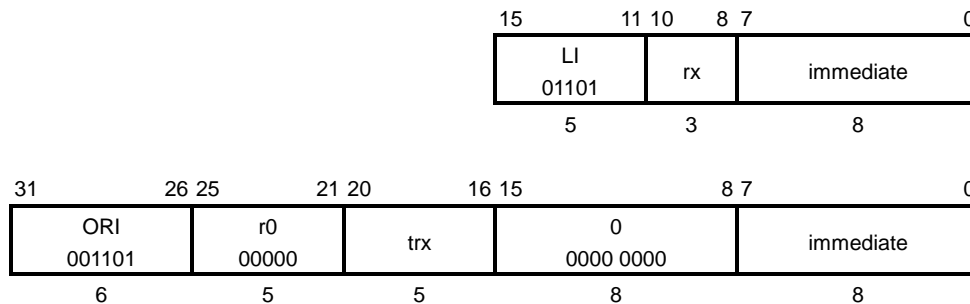 15 11 10 8 7 0
LI rx immediate
01101
5 3 8
31 26 25 21 20 16 15 8 7 0
ORI r0 trx 0 immediate
001101 00000 0000 0000
6 5 5 8 8